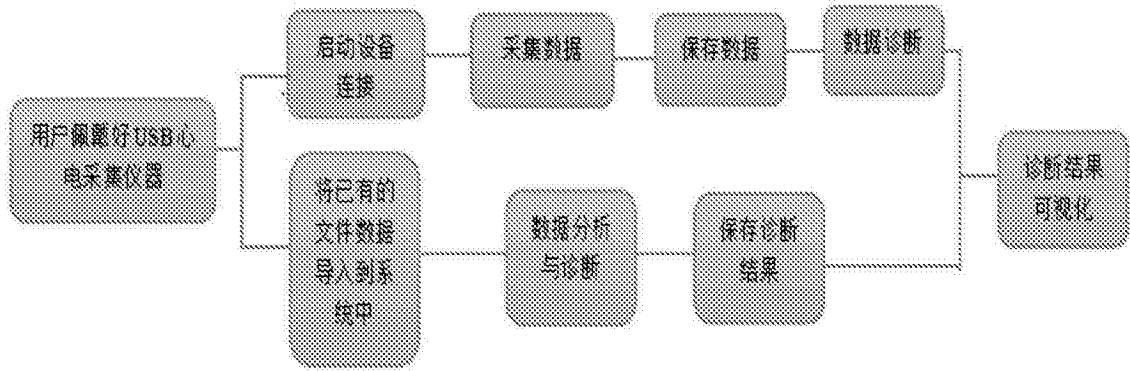 用户佩戴好USB心
电采集仪器
启动设备
连接
采集数据
保存数据
数据诊断
将已有的
文件数据
导入到系
统中
数据分析
与诊断
保存诊断
结果
诊断结果
可视化